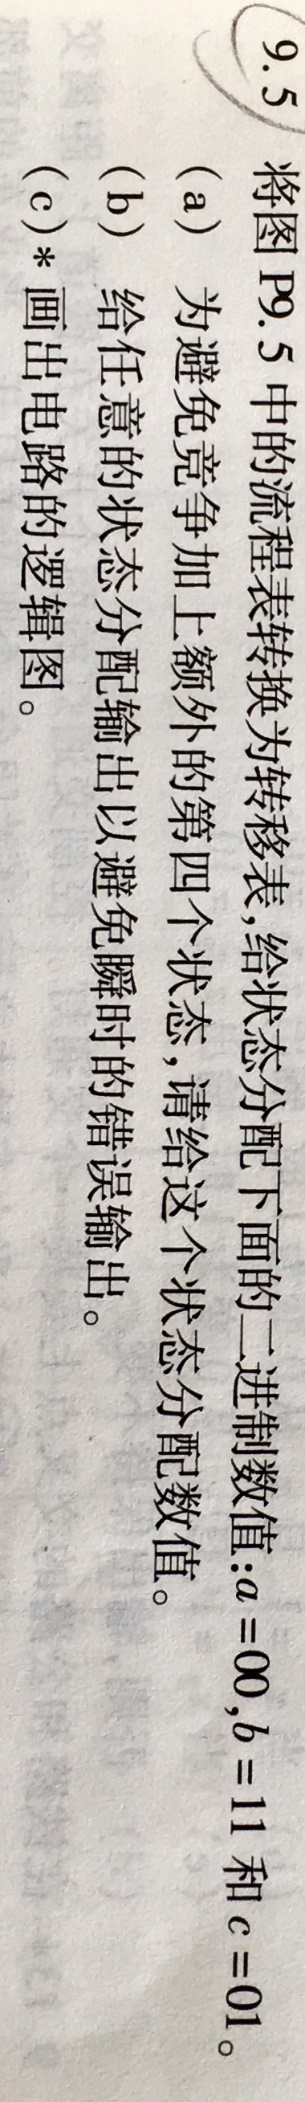 9.5 将图 P9.5 中的流程表转换为转移表,给状态分配下面的二进制数值:a=00,b=11 和 c=01。
(a) 为避免竞争加上额外的第四个状态,请给这个状态分配数值。
(b) 给任意的状态分配输出以避免瞬时的错误输出。
(c)* 画出电路的逻辑图。